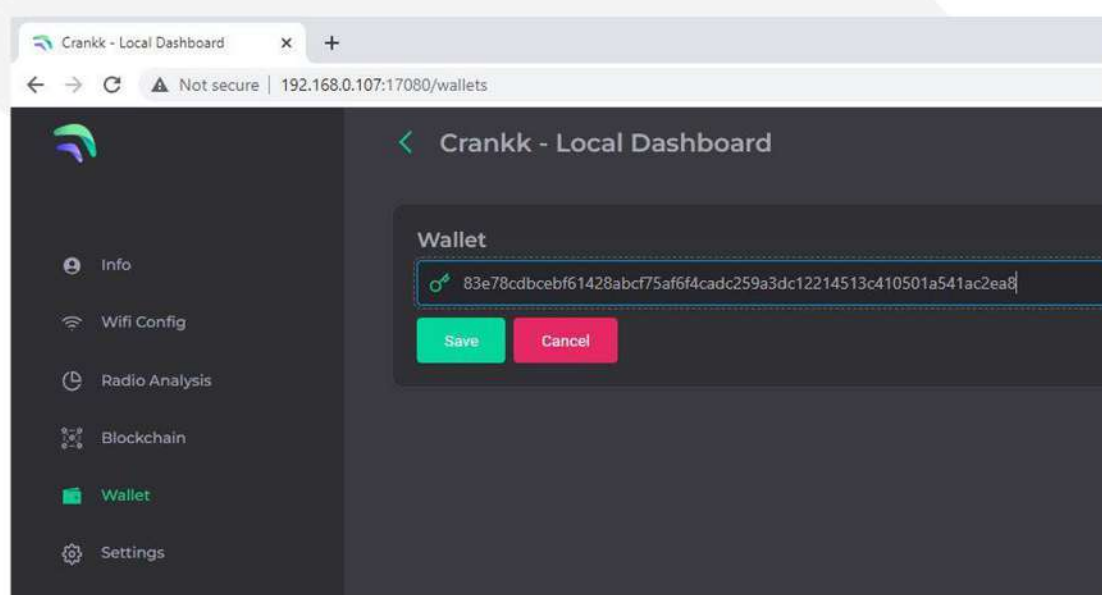 Crankk - Local Dashboard
Not secure | 192.168.0.107:17080/wallets
Crankk - Local Dashboard
Wallet
83e78cdbcebf61428abcf75af6f4cadc259a3dc12214513c410501a541ac2ea8
Save Cancel
Info
Wifi Config
Radio Analysis
Blockchain
Wallet
Settings